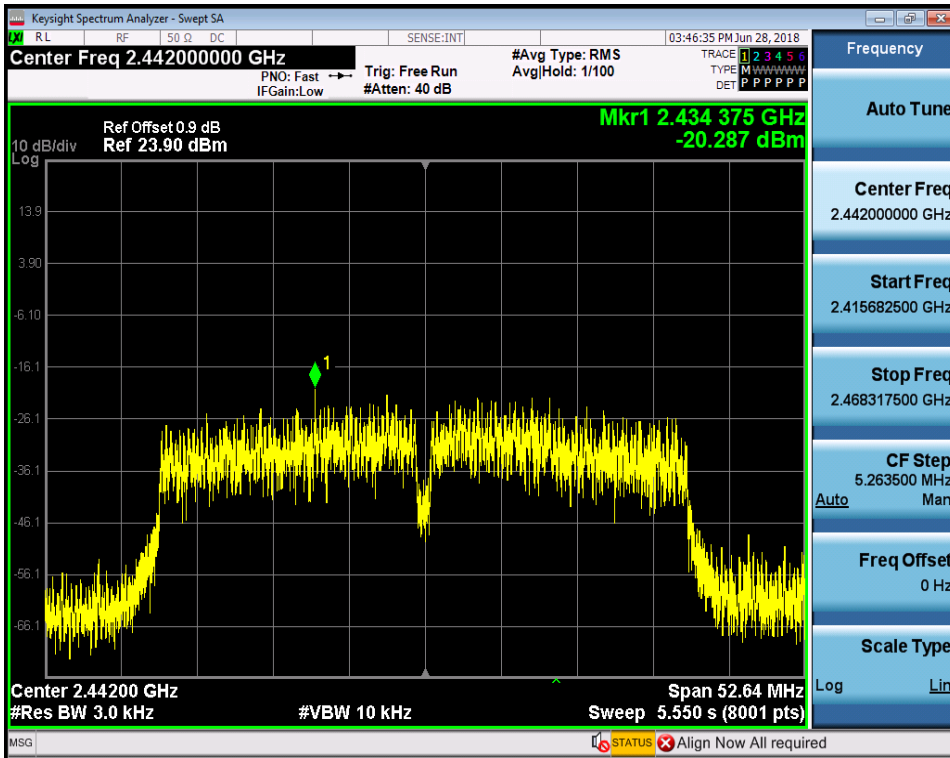 Keysight Spectrum Analyzer - Swept SA
LXI RL RF 50 Ω DC SENSE:INT 03:46:35 PM Jun 28, 2018
Center Freq 2.442000000 GHz
PNO: Fast
IFGain:Low
Trig: Free Run
#Atten: 40 dB
#Avg Type: RMS
Avg|Hold: 1/100
TRACE 1 2 3 4 5 6
TYPE M W W W W W
DET P P P P P P
Mkr1 2.434 375 GHz
-20.287 dBm
Ref Offset 0.9 dB
10 dB/div Ref 23.90 dBm
Log
13.9
3.90
-6.10
-16.1
-26.1
-36.1
-46.1
-56.1
-66.1
1
Center 2.44200 GHz Span 52.64 MHz
#Res BW 3.0 kHz #VBW 10 kHz Sweep 5.550 s (8001 pts)
MSG STATUS Align Now All required
Frequency
Auto Tune
Center Freq
2.442000000 GHz
Start Freq
2.415682500 GHz
Stop Freq
2.468317500 GHz
CF Step
5.263500 MHz
Auto Man
Freq Offset
0 Hz
Scale Type
Log Lin